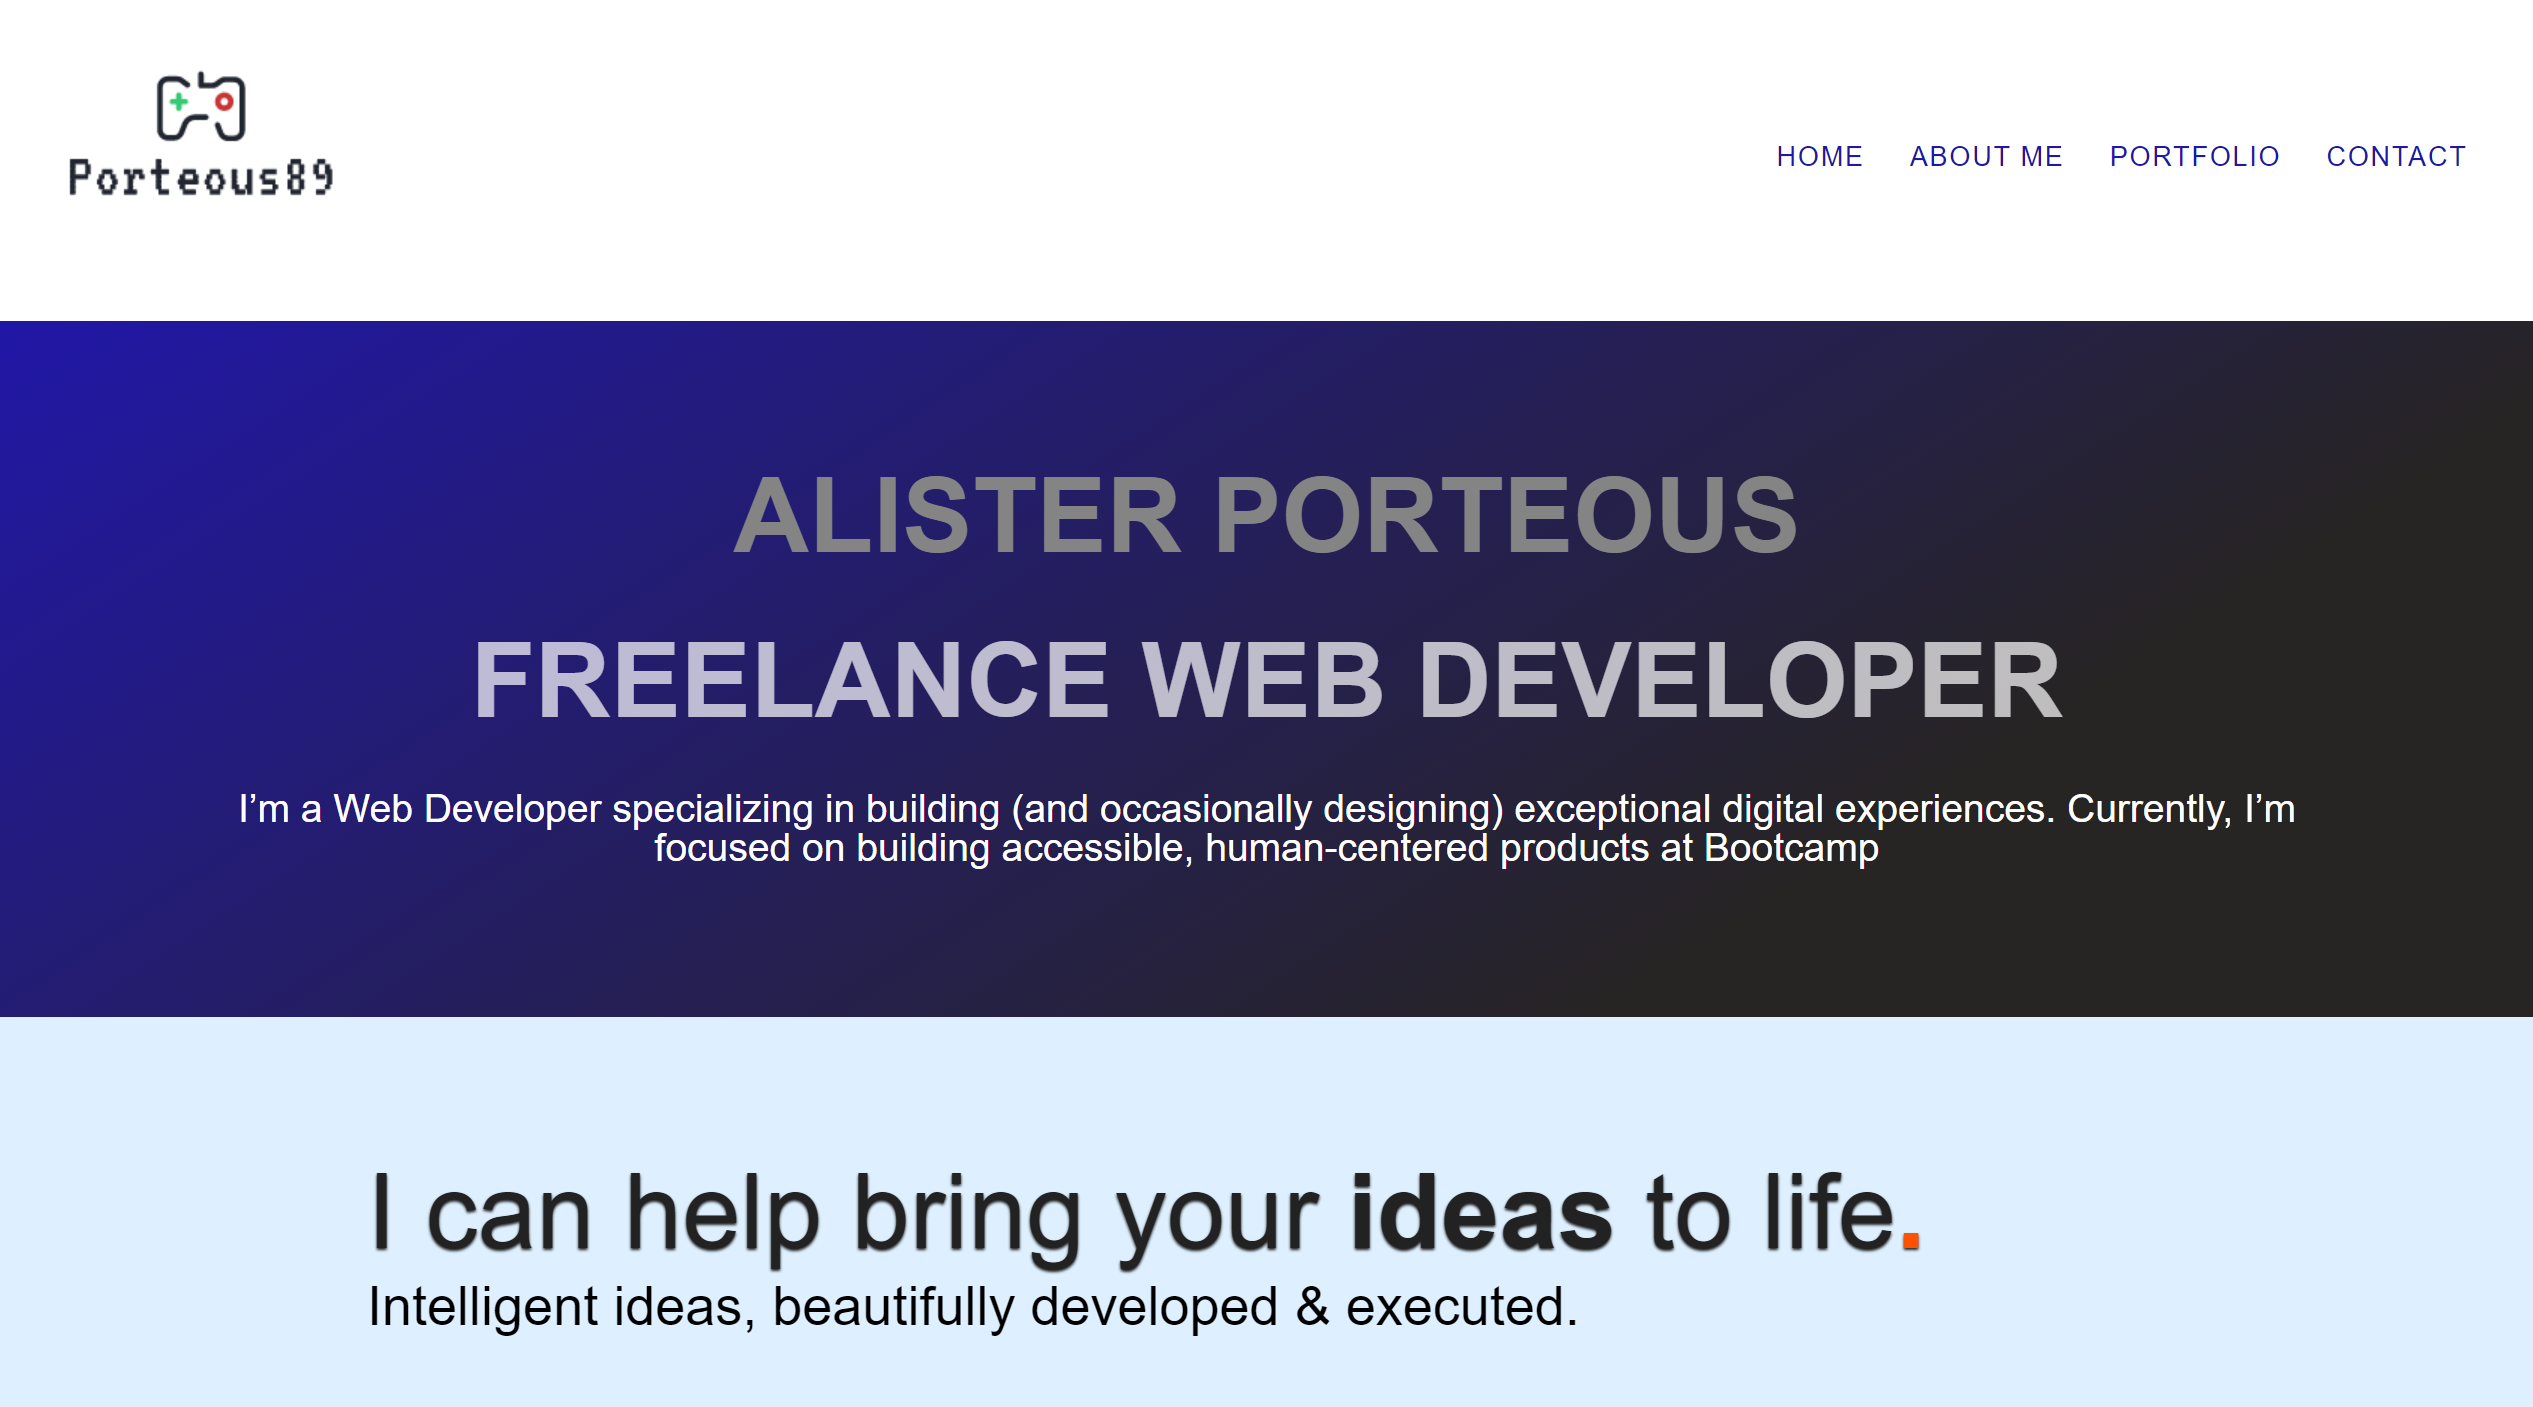 Porteous89
HOME ABOUT ME PORTFOLIO CONTACT
ALISTER PORTEOUS
FREELANCE WEB DEVELOPER
I’m a Web Developer specializing in building (and occasionally designing) exceptional digital experiences. Currently, I’m
focused on building accessible, human-centered products at Bootcamp
I can help bring your ideas to life.
Intelligent ideas, beautifully developed & executed.